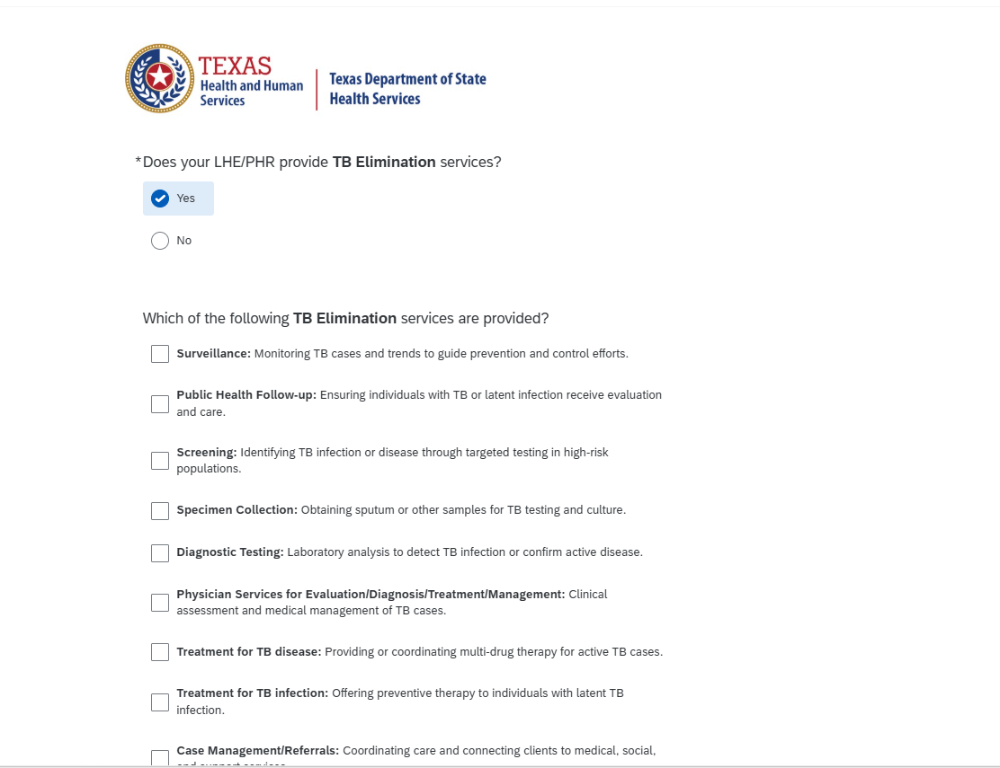 TEXAS
Health and Human
Services
Texas Department of State
Health Services
*Does your LHE/PHR provide TB Elimination services?
Yes
No
Which of the following TB Elimination services are provided?
Surveillance: Monitoring TB cases and trends to guide prevention and control efforts.
Public Health Follow-up: Ensuring individuals with TB or latent infection receive evaluation
and care.
Screening: Identifying TB infection or disease through targeted testing in high-risk
populations.
Specimen Collection: Obtaining sputum or other samples for TB testing and culture.
Diagnostic Testing: Laboratory analysis to detect TB infection or confirm active disease.
Physician Services for Evaluation/Diagnosis/Treatment/Management: Clinical
assessment and medical management of TB cases.
Treatment for TB disease: Providing or coordinating multi-drug therapy for active TB cases.
Treatment for TB infection: Offering preventive therapy to individuals with latent TB
infection.
Case Management/Referrals: Coordinating care and connecting clients to medical, social,
and support services.